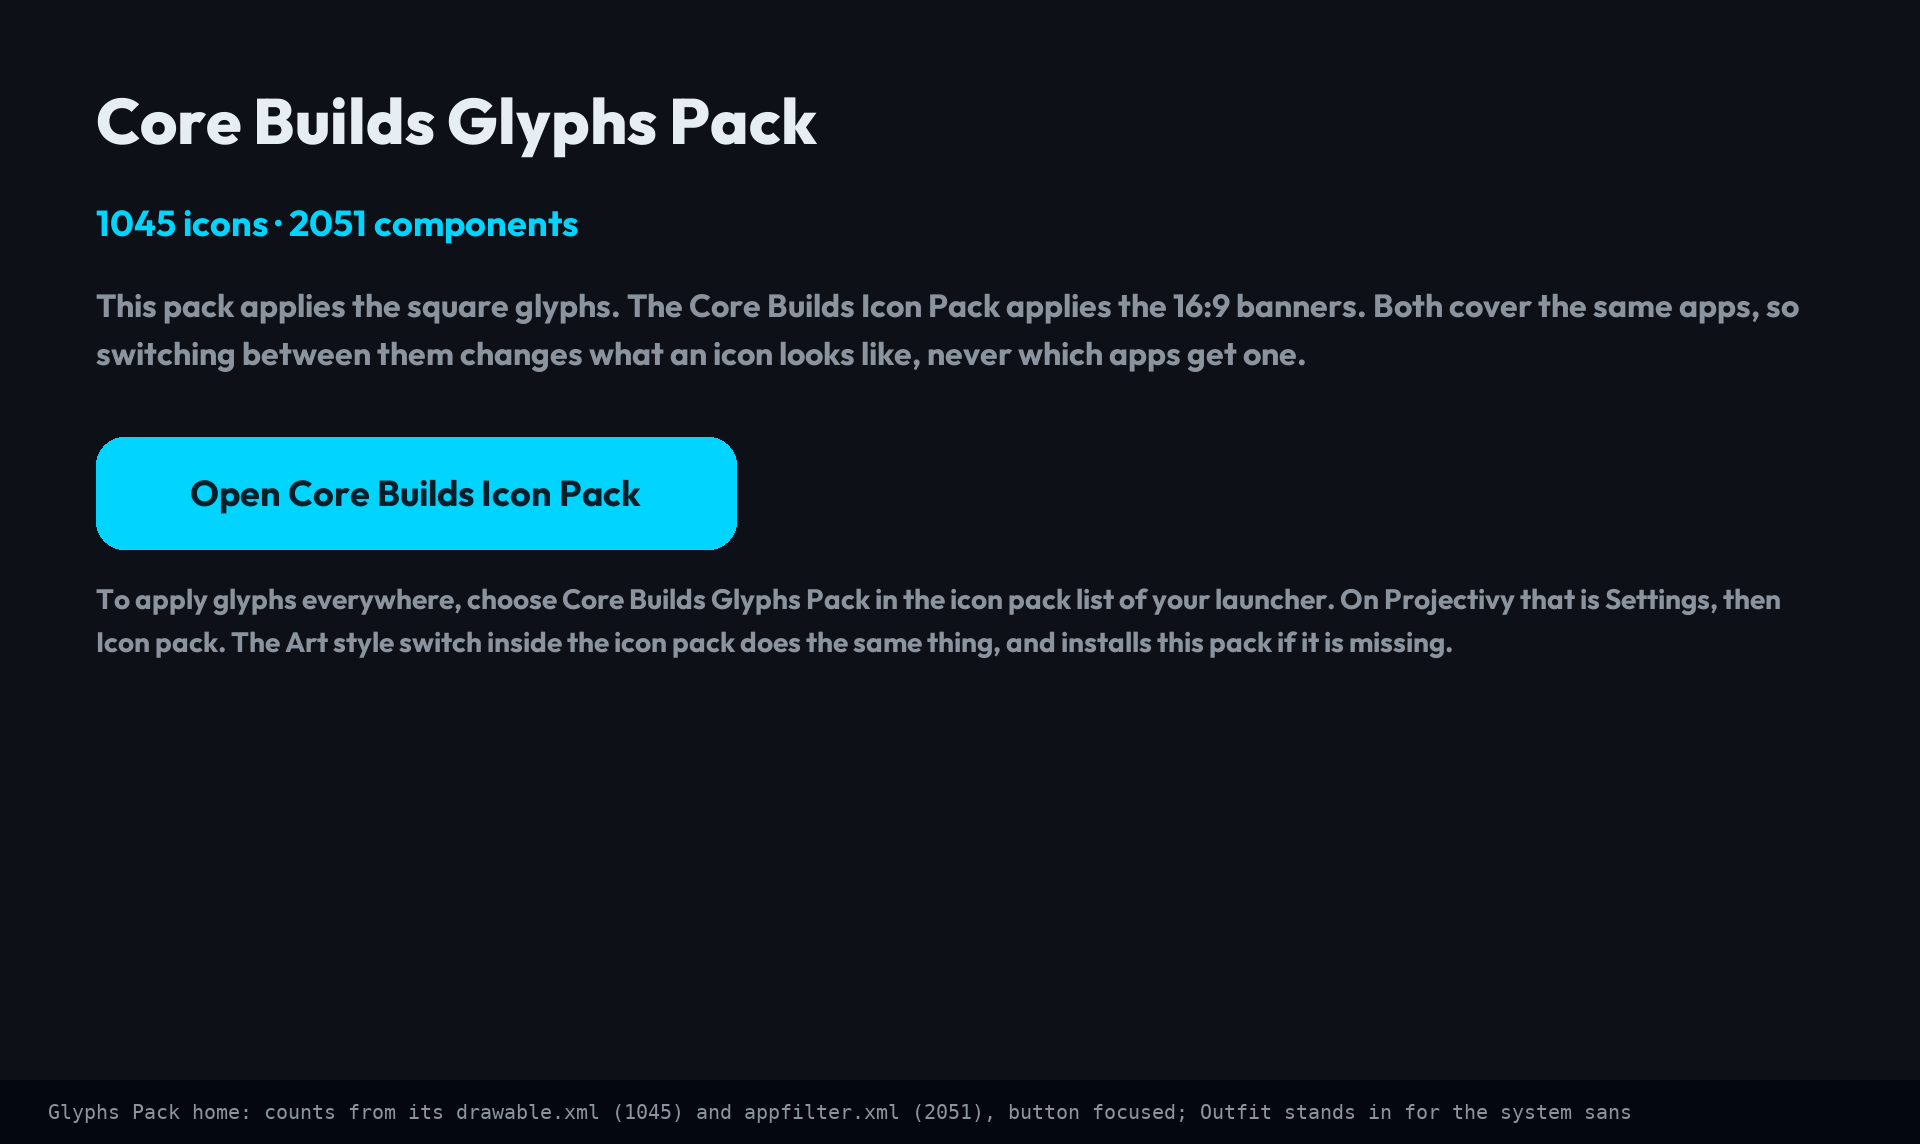 Core Builds Glyphs Pack
1045 icons · 2051 components
This pack applies the square glyphs. The Core Builds Icon Pack applies the 16:9 banners. Both cover the same apps, so
switching between them changes what an icon looks like, never which apps get one.
Open Core Builds Icon Pack
To apply glyphs everywhere, choose Core Builds Glyphs Pack in the icon pack list of your launcher. On Projectivy that is Settings, then
Icon pack. The Art style switch inside the icon pack does the same thing, and installs this pack if it is missing.
Glyphs Pack home: counts from its drawable.xml (1045) and appfilter.xml (2051), button focused; Outfit stands in for the system sans